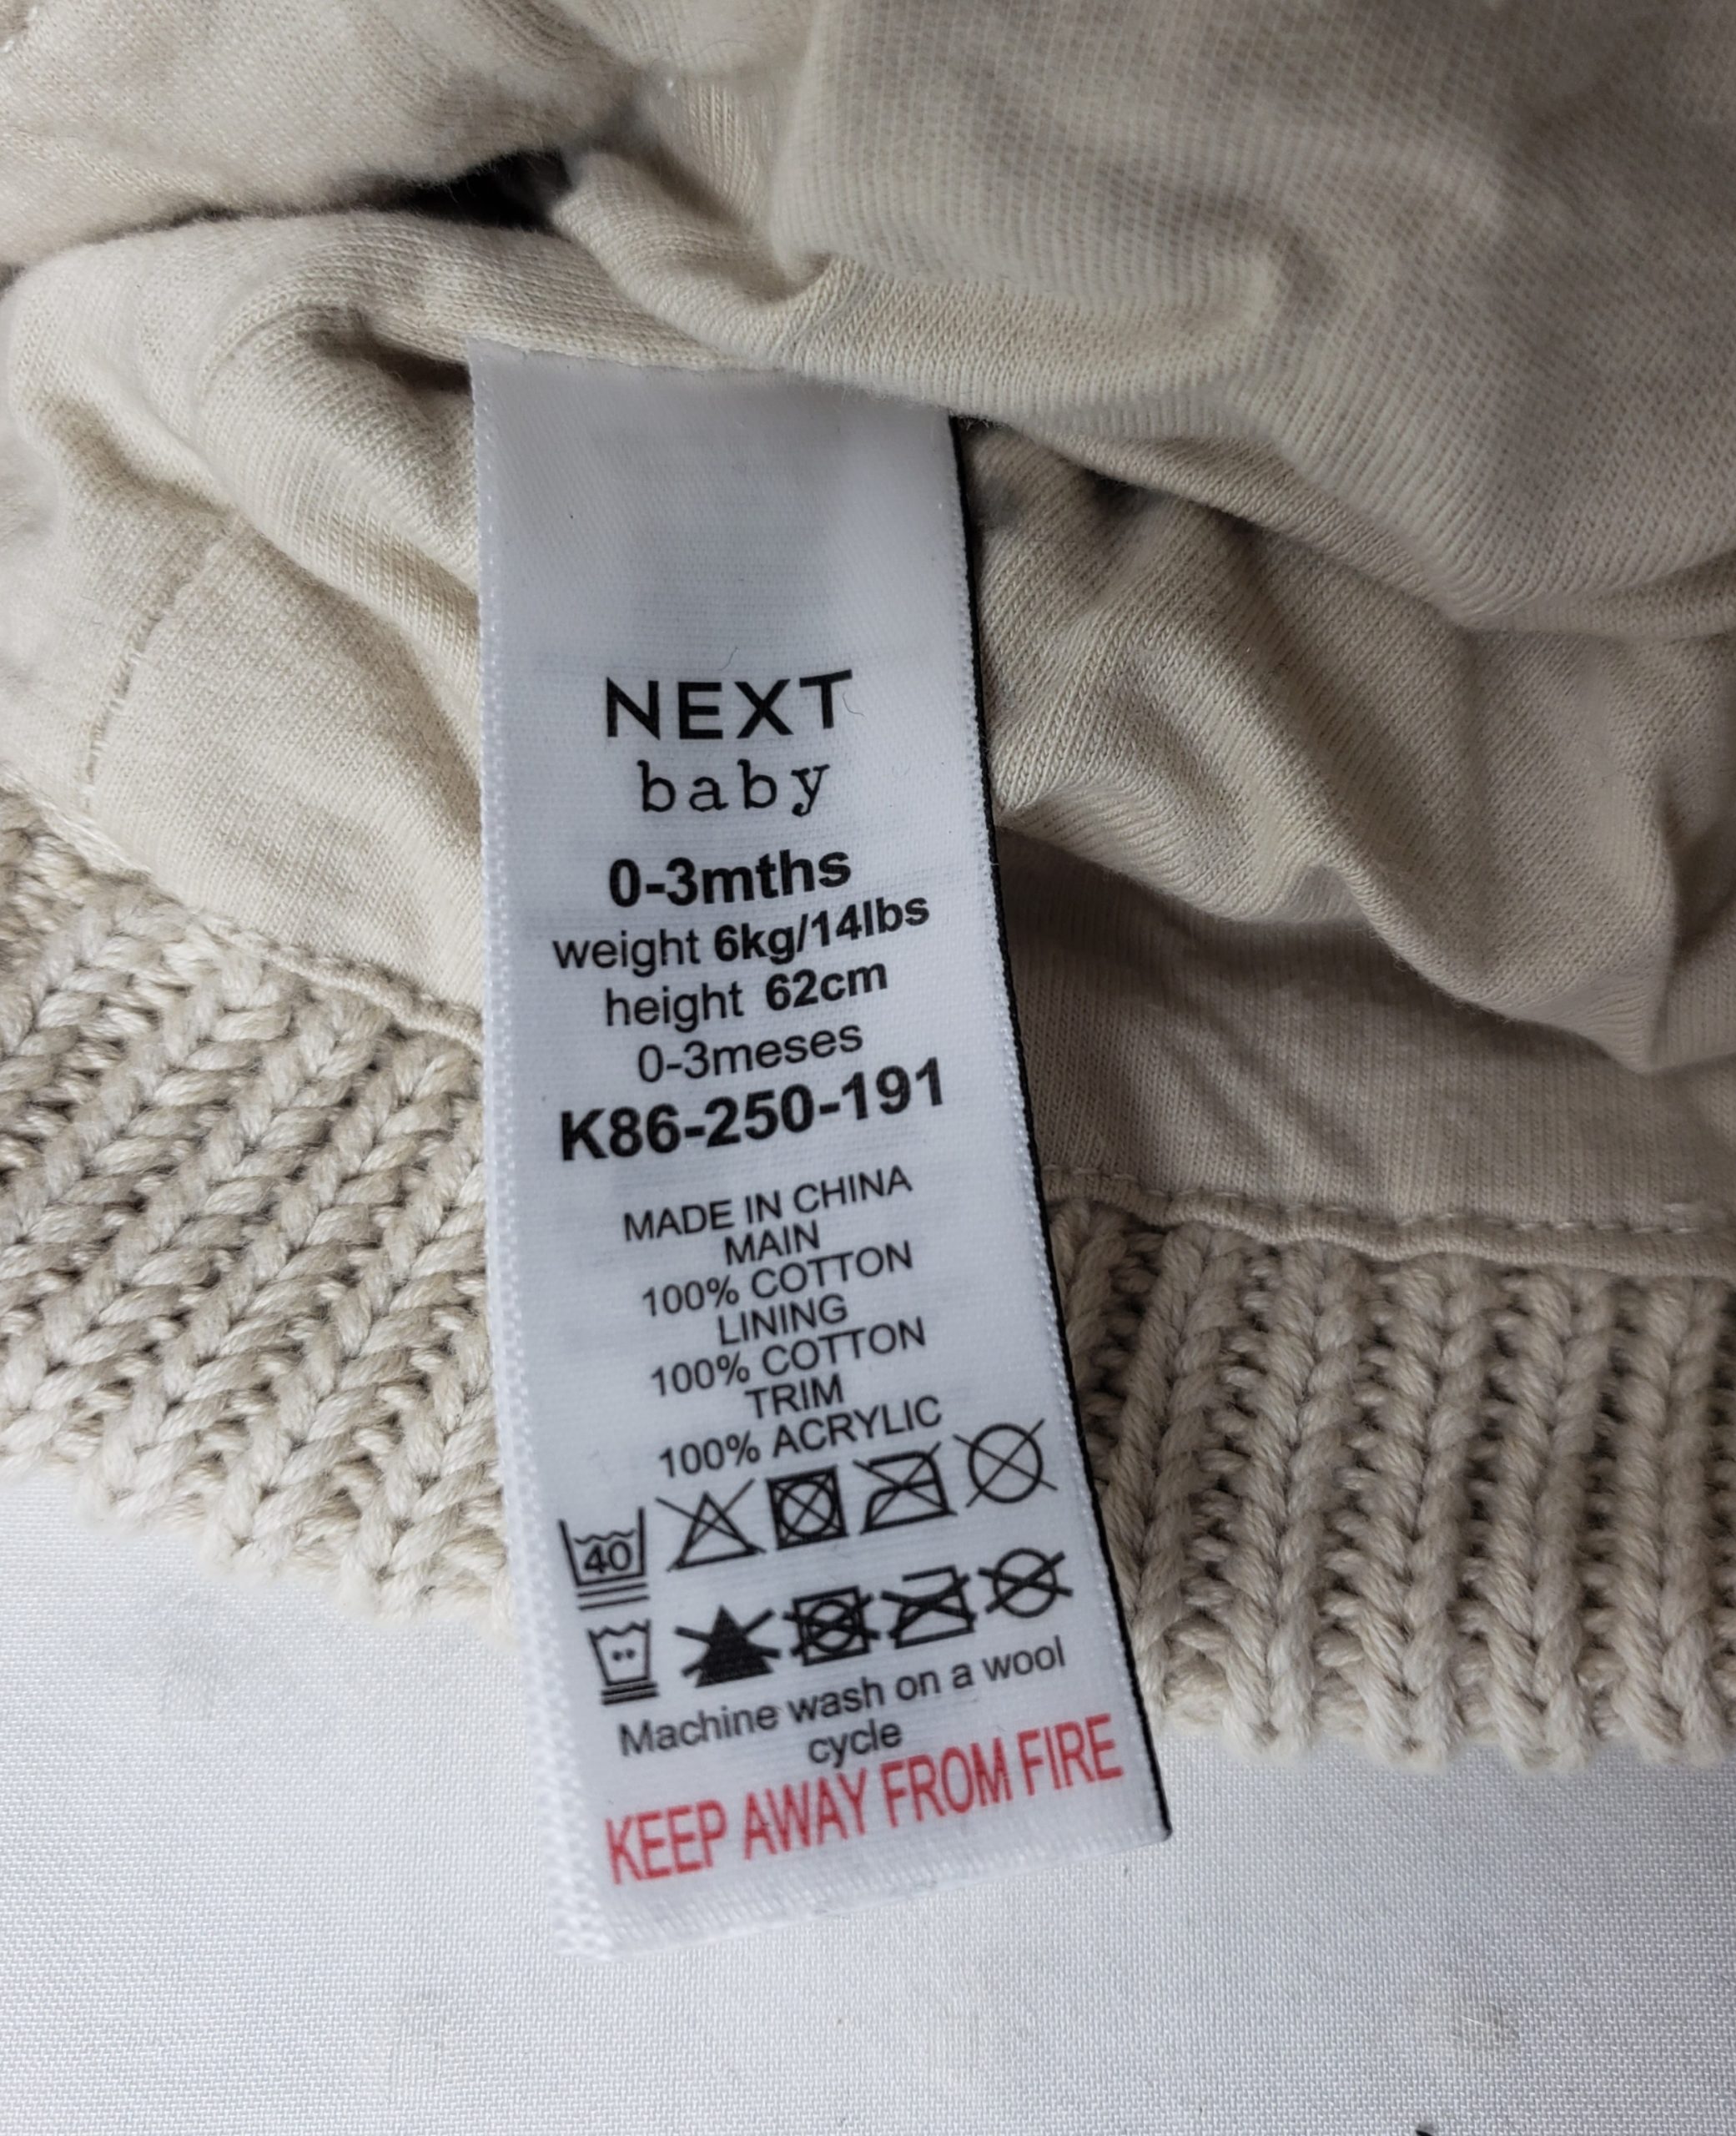 NEXT
baby
0-3mths
weight 6kg/14lbs
height 62cm
0-3meses
K86-250-191
MADE IN CHINA
MAIN
100% COTTON
LINING
100% COTTON
TRIM
100% ACRYLIC
40
Machine wash on a wool
cycle
KEEP AWAY FROM FIRE